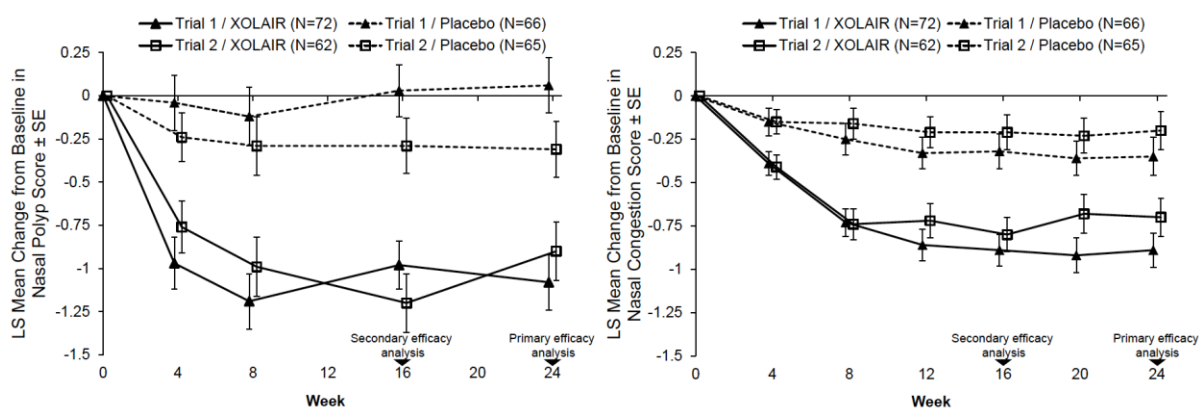 Trial 1 / XOLAIR (N=72) Trial 1 / Placebo (N=66)
Trial 2 / XOLAIR (N=62) Trial 2 / Placebo (N=65)
LS Mean Change from Baseline in
Nasal Polyp Score ± SE
0.25
0
-0.25
-0.5
-0.75
-1
-1.25
-1.5
Secondary efficacy
analysis
Primary efficacy
analysis
0 4 8 12 16 20 24
Week
Trial 1 / XOLAIR (N=72) Trial 1 / Placebo (N=66)
Trial 2 / XOLAIR (N=62) Trial 2 / Placebo (N=65)
LS Mean Change from Baseline in
Nasal Congestion Score ± SE
0.25
0
-0.25
-0.5
-0.75
-1
-1.25
-1.5
Secondary efficacy
analysis
Primary efficacy
analysis
0 4 8 12 16 20 24
Week